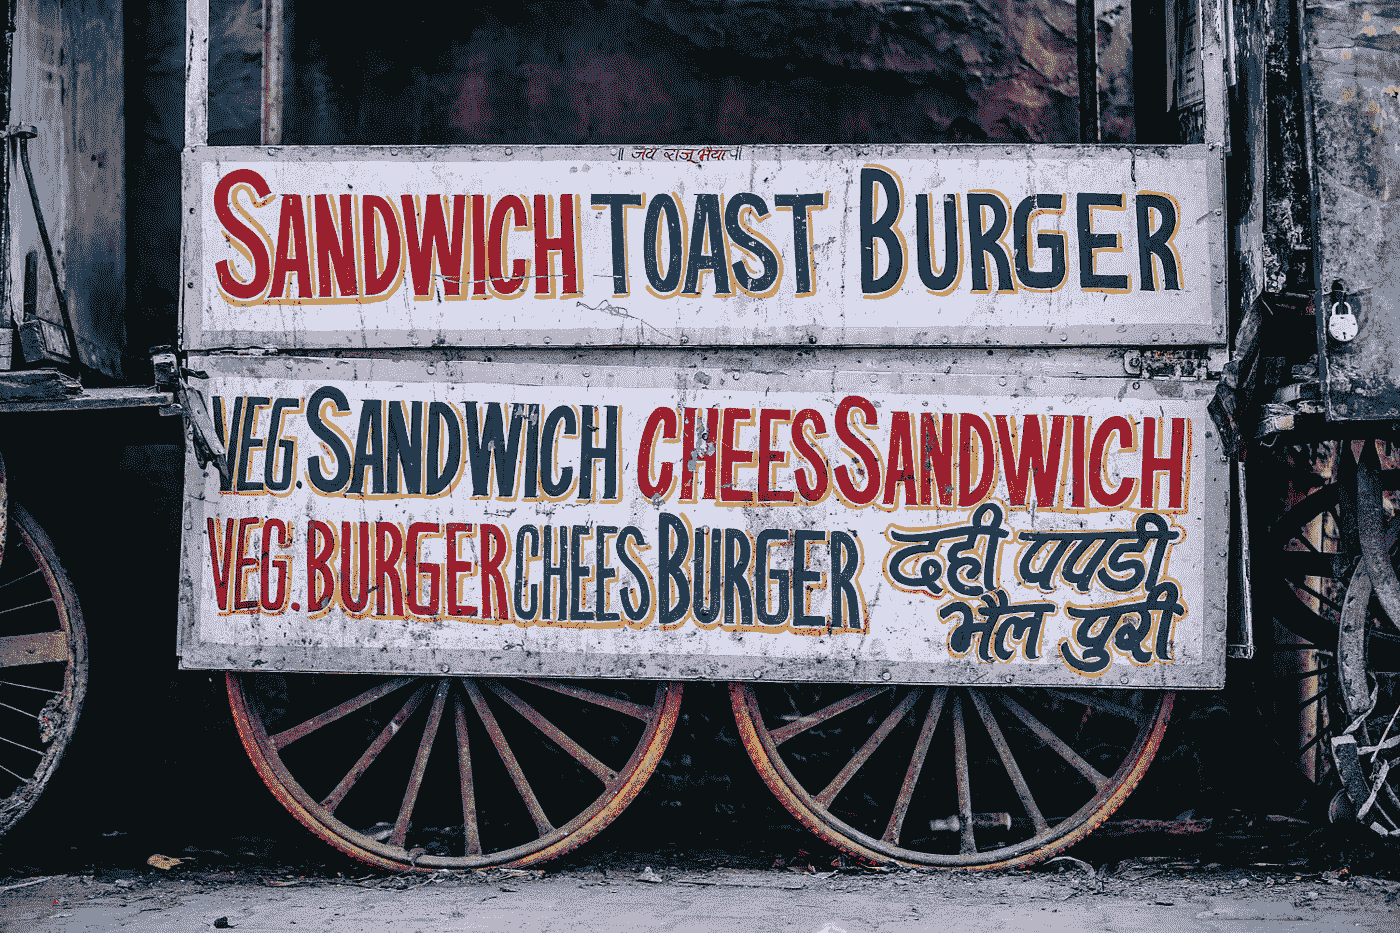 ॥ जय राजू भैया जी ॥
SANDWICH TOAST BURGER
VEG. SANDWICH CHEES SANDWICH
VEG. BURGER CHEES BURGER दही पपडी
भैल पुरी